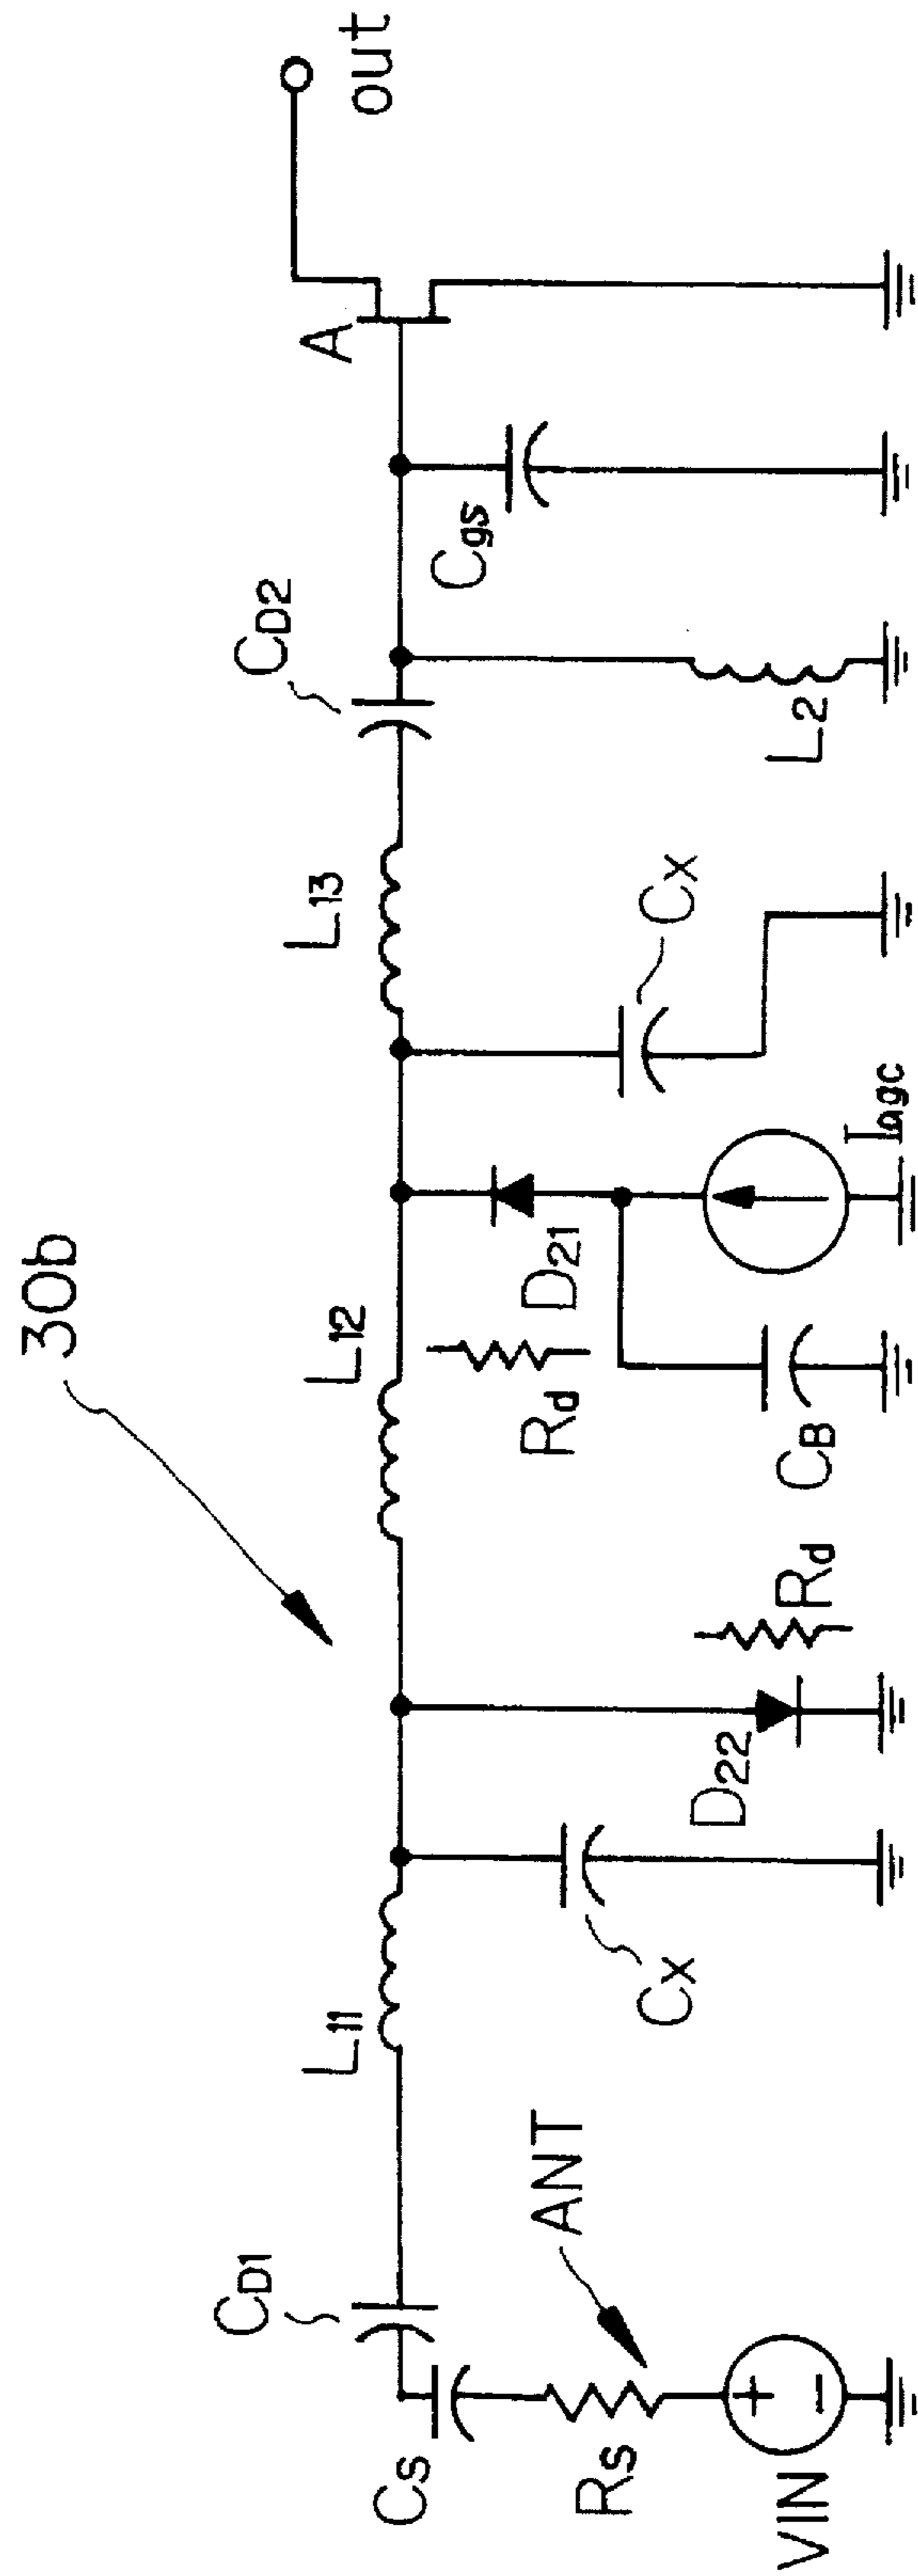 30b
CD1
L11
L12
L13
CD2
A
out
CS
RS
VIN
ANT
CX
D22
Rd
Rd
D21
CB
Iagc
CX
L2
Cgs